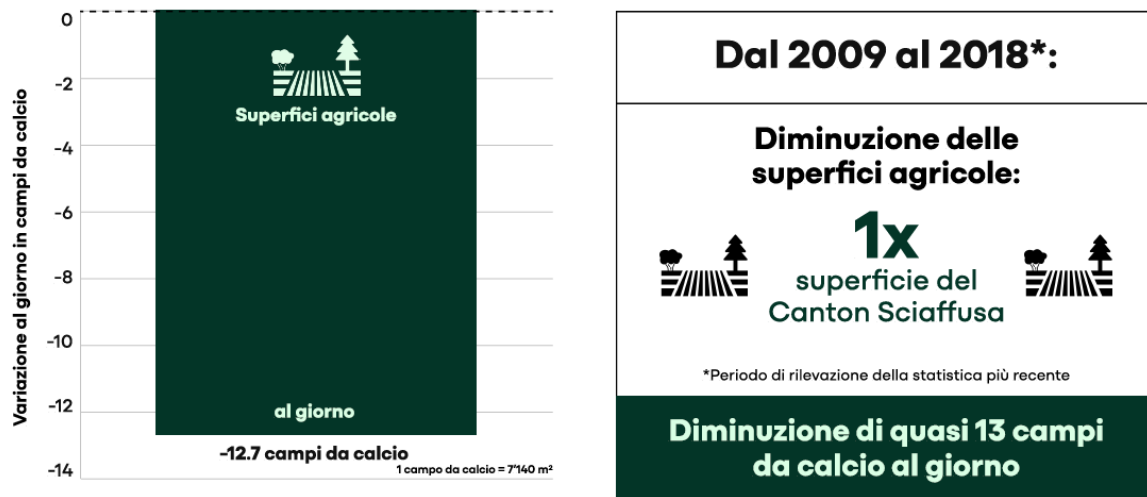 Variazione al giorno in campi da calcio
0
-2
-4
-6
-8
-10
-12
-14
Superfici agricole
al giorno
-12.7 campi da calcio
1 campo da calcio = 7'140 m²
Dal 2009 al 2018*:
Diminuzione delle
superfici agricole:
1x
superficie del
Canton Sciaffusa
*Periodo di rilevazione della statistica più recente
Diminuzione di quasi 13 campi
da calcio al giorno